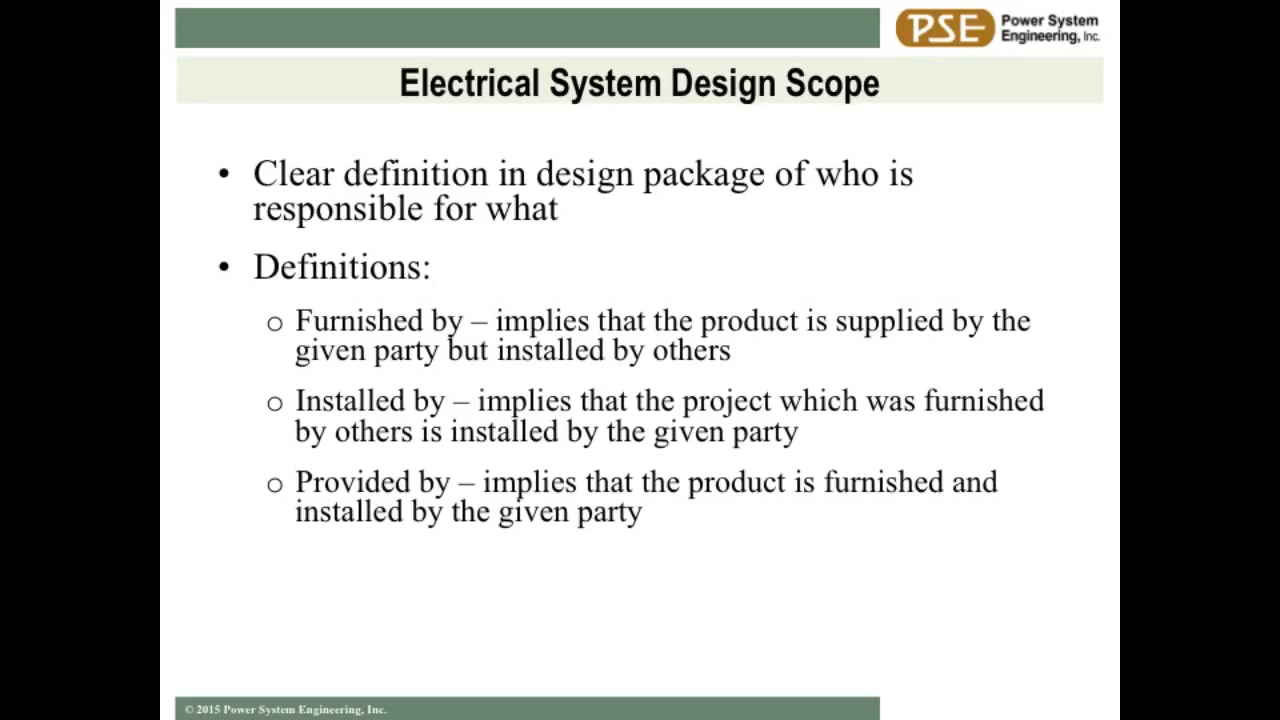 PSE Power System
Engineering, Inc.
Electrical System Design Scope
• Clear definition in design package of who is
responsible for what
• Definitions:
o Furnished by – implies that the product is supplied by the
given party but installed by others
o Installed by – implies that the project which was furnished
by others is installed by the given party
o Provided by – implies that the product is furnished and
installed by the given party
© 2015 Power System Engineering, Inc.